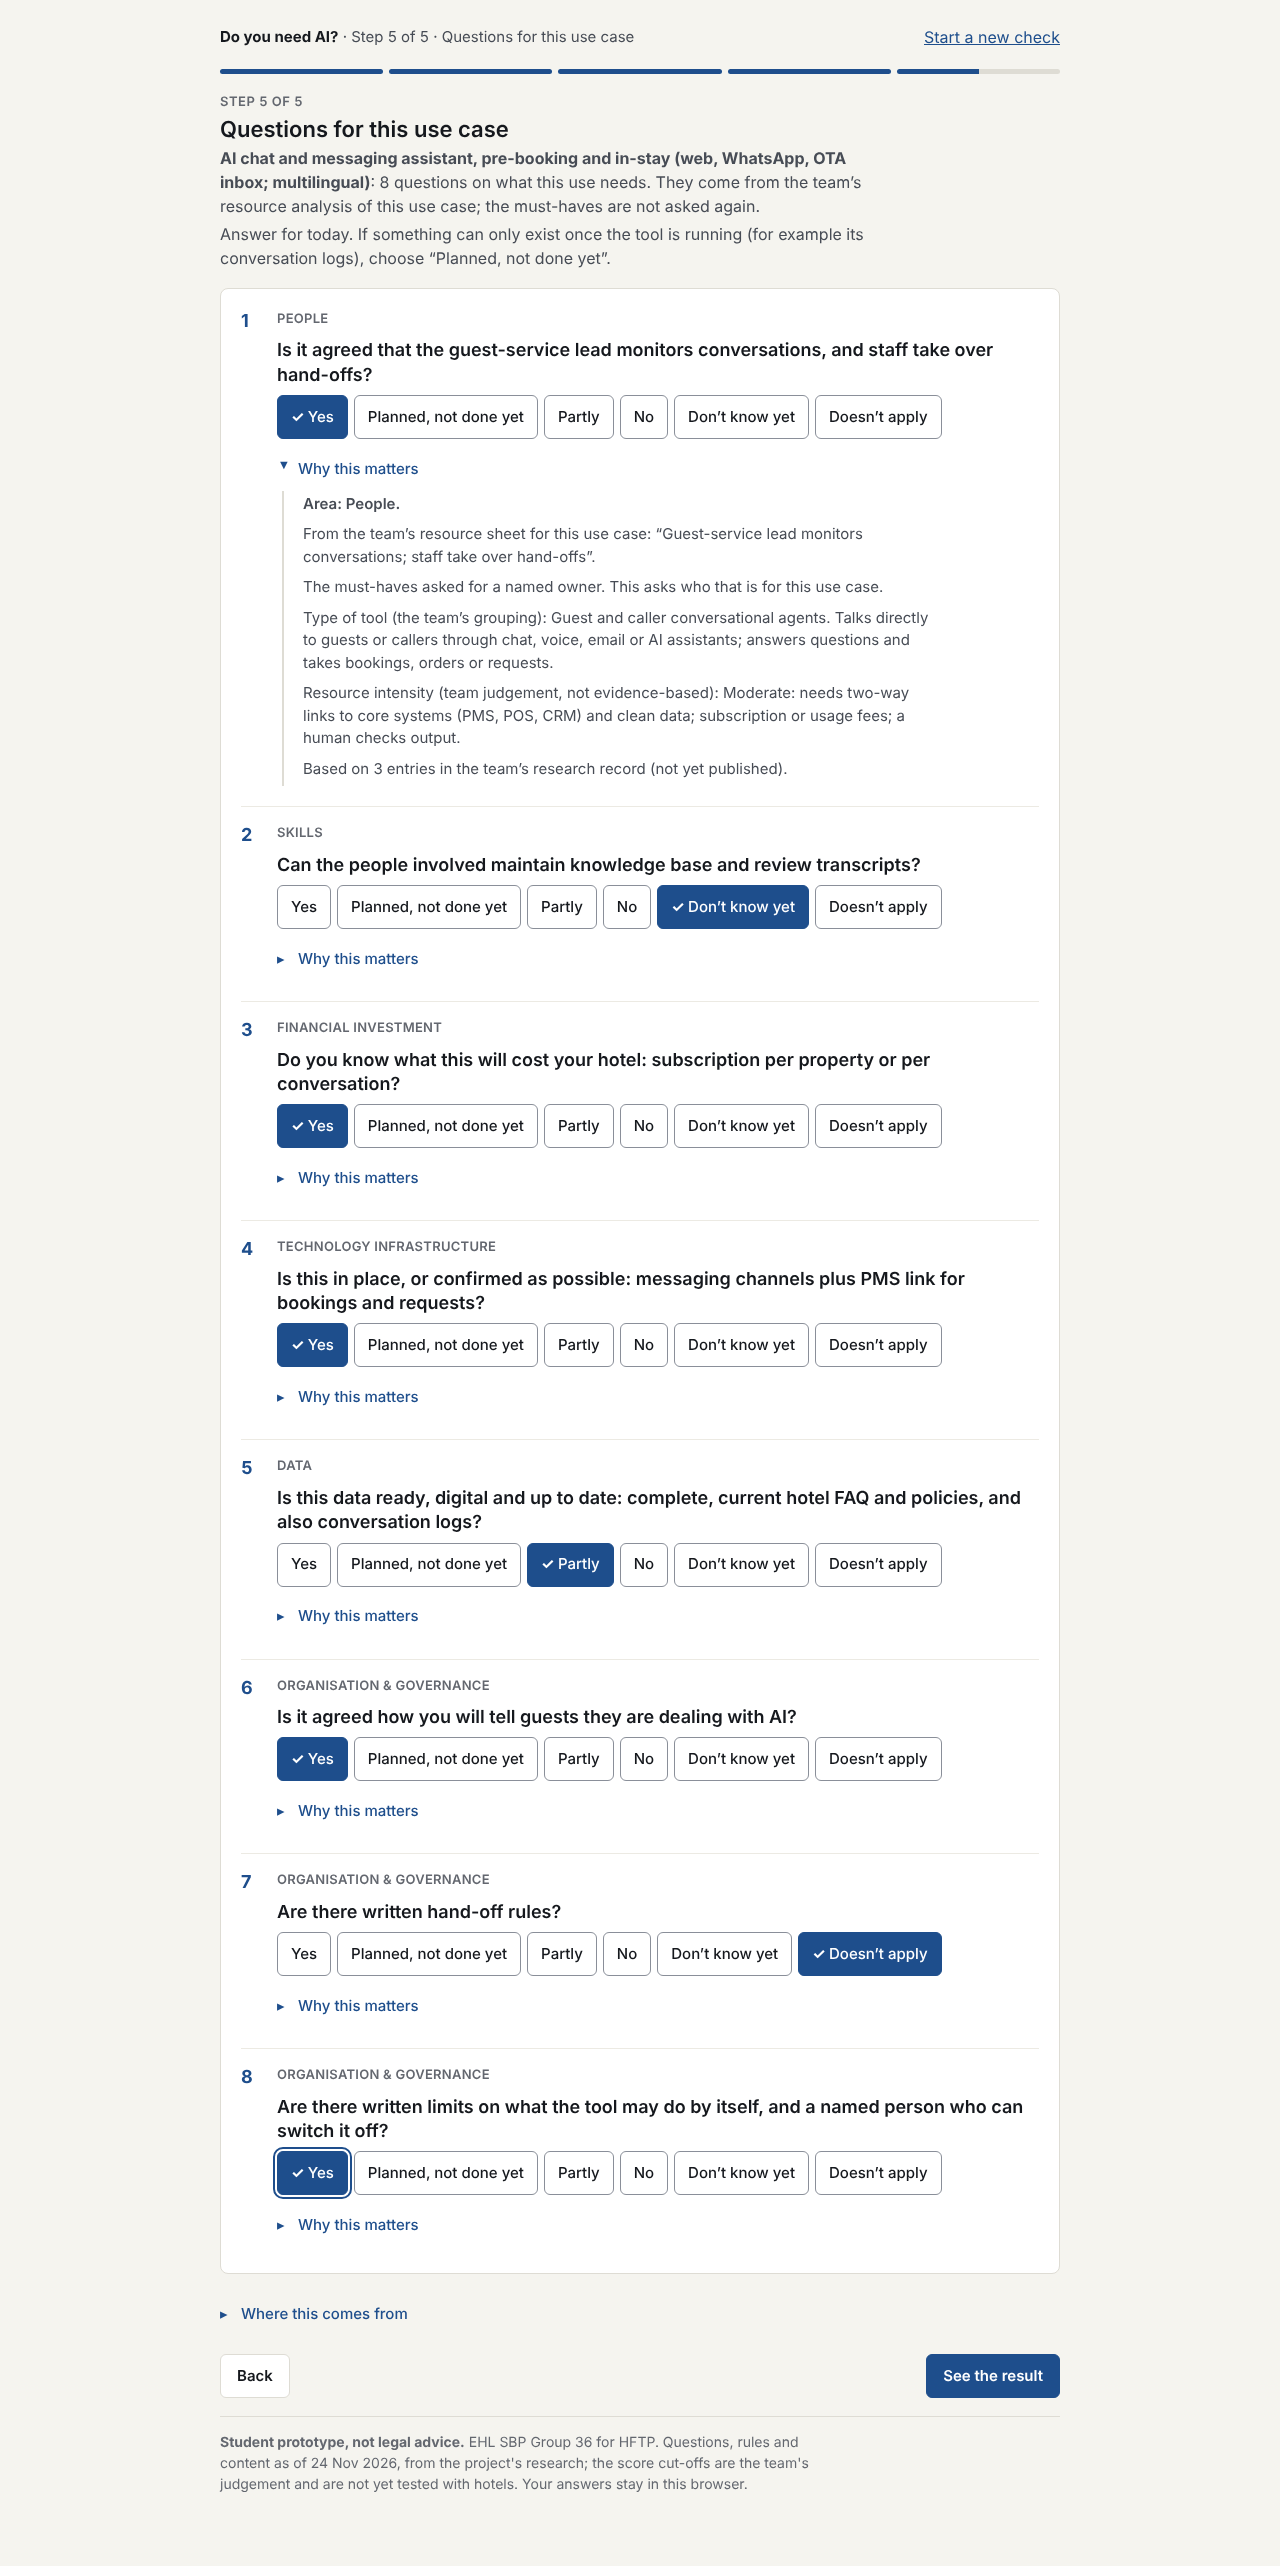 Do you need AI? · Step 5 of 5 · Questions for this use case
Start a new check
STEP 5 OF 5
Questions for this use case
AI chat and messaging assistant, pre-booking and in-stay (web, WhatsApp, OTA
inbox; multilingual): 8 questions on what this use needs. They come from the team’s
resource analysis of this use case; the must-haves are not asked again.
Answer for today. If something can only exist once the tool is running (for example its
conversation logs), choose “Planned, not done yet”.
1 PEOPLE
Is it agreed that the guest-service lead monitors conversations, and staff take over
hand-offs?
✓ Yes Planned, not done yet Partly No Don’t know yet Doesn’t apply
▼ Why this matters
Area: People.
From the team’s resource sheet for this use case: “Guest-service lead monitors
conversations; staff take over hand-offs”.
The must-haves asked for a named owner. This asks who that is for this use case.
Type of tool (the team’s grouping): Guest and caller conversational agents. Talks directly
to guests or callers through chat, voice, email or AI assistants; answers questions and
takes bookings, orders or requests.
Resource intensity (team judgement, not evidence-based): Moderate: needs two-way
links to core systems (PMS, POS, CRM) and clean data; subscription or usage fees; a
human checks output.
Based on 3 entries in the team’s research record (not yet published).
2 SKILLS
Can the people involved maintain knowledge base and review transcripts?
Yes Planned, not done yet Partly No ✓ Don’t know yet Doesn’t apply
▸ Why this matters
3 FINANCIAL INVESTMENT
Do you know what this will cost your hotel: subscription per property or per
conversation?
✓ Yes Planned, not done yet Partly No Don’t know yet Doesn’t apply
▸ Why this matters
4 TECHNOLOGY INFRASTRUCTURE
Is this in place, or confirmed as possible: messaging channels plus PMS link for
bookings and requests?
✓ Yes Planned, not done yet Partly No Don’t know yet Doesn’t apply
▸ Why this matters
5 DATA
Is this data ready, digital and up to date: complete, current hotel FAQ and policies, and
also conversation logs?
Yes Planned, not done yet ✓ Partly No Don’t know yet Doesn’t apply
▸ Why this matters
6 ORGANISATION & GOVERNANCE
Is it agreed how you will tell guests they are dealing with AI?
✓ Yes Planned, not done yet Partly No Don’t know yet Doesn’t apply
▸ Why this matters
7 ORGANISATION & GOVERNANCE
Are there written hand-off rules?
Yes Planned, not done yet Partly No Don’t know yet ✓ Doesn’t apply
▸ Why this matters
8 ORGANISATION & GOVERNANCE
Are there written limits on what the tool may do by itself, and a named person who can
switch it off?
✓ Yes Planned, not done yet Partly No Don’t know yet Doesn’t apply
▸ Why this matters
▸ Where this comes from
Back
See the result
Student prototype, not legal advice. EHL SBP Group 36 for HFTP. Questions, rules and
content as of 24 Nov 2026, from the project's research; the score cut-offs are the team's
judgement and are not yet tested with hotels. Your answers stay in this browser.